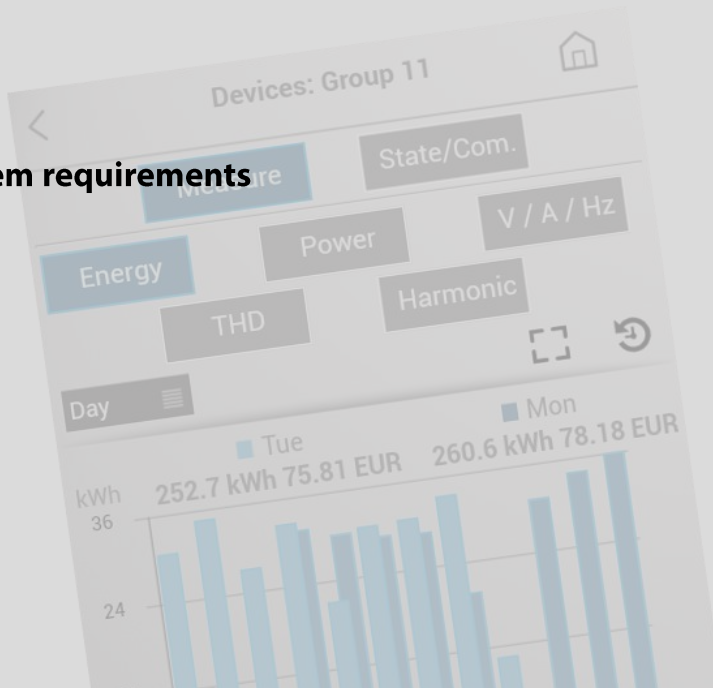 Devices: Group 11
em requirements
Measure
State/Com.
Energy
Power
V / A / Hz
THD
Harmonic
Day
Tue
Mon
kWh
252.7 kWh 75.81 EUR
260.6 kWh 78.18 EUR
36
24